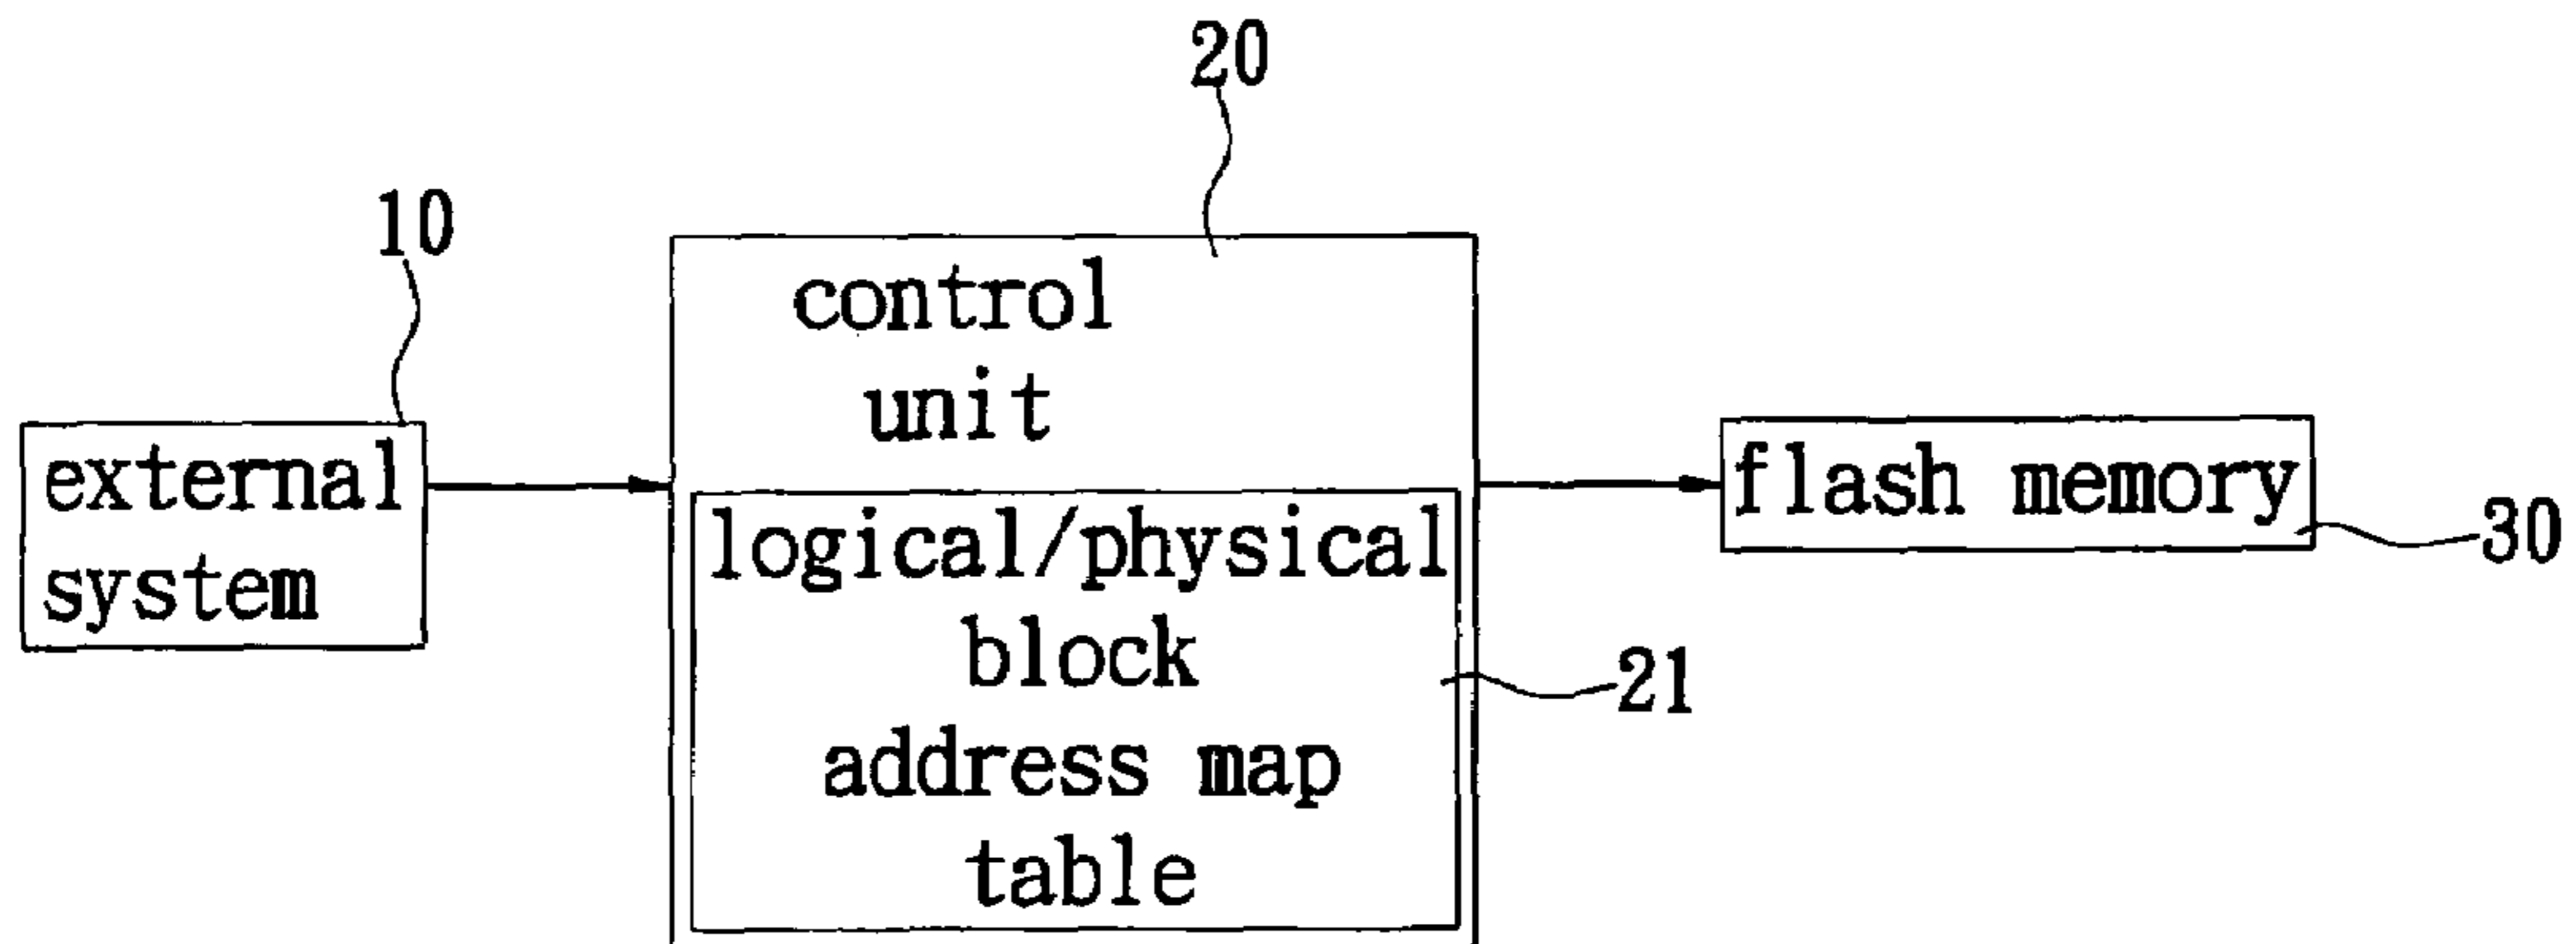 20
10
control
unit
external
system
flash memory
30
logical/physical
block
address map
table
21